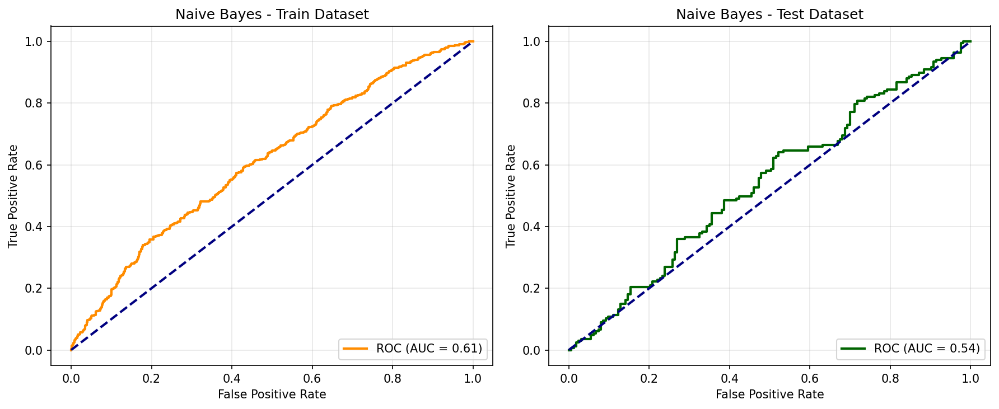 Naive Bayes - Train Dataset
1.0
0.8
0.6
0.4
0.2
0.0
True Positive Rate
0.0 0.2 0.4 0.6 0.8 1.0
False Positive Rate
ROC (AUC = 0.61)
Naive Bayes - Test Dataset
1.0
0.8
0.6
0.4
0.2
0.0
True Positive Rate
0.0 0.2 0.4 0.6 0.8 1.0
False Positive Rate
ROC (AUC = 0.54)